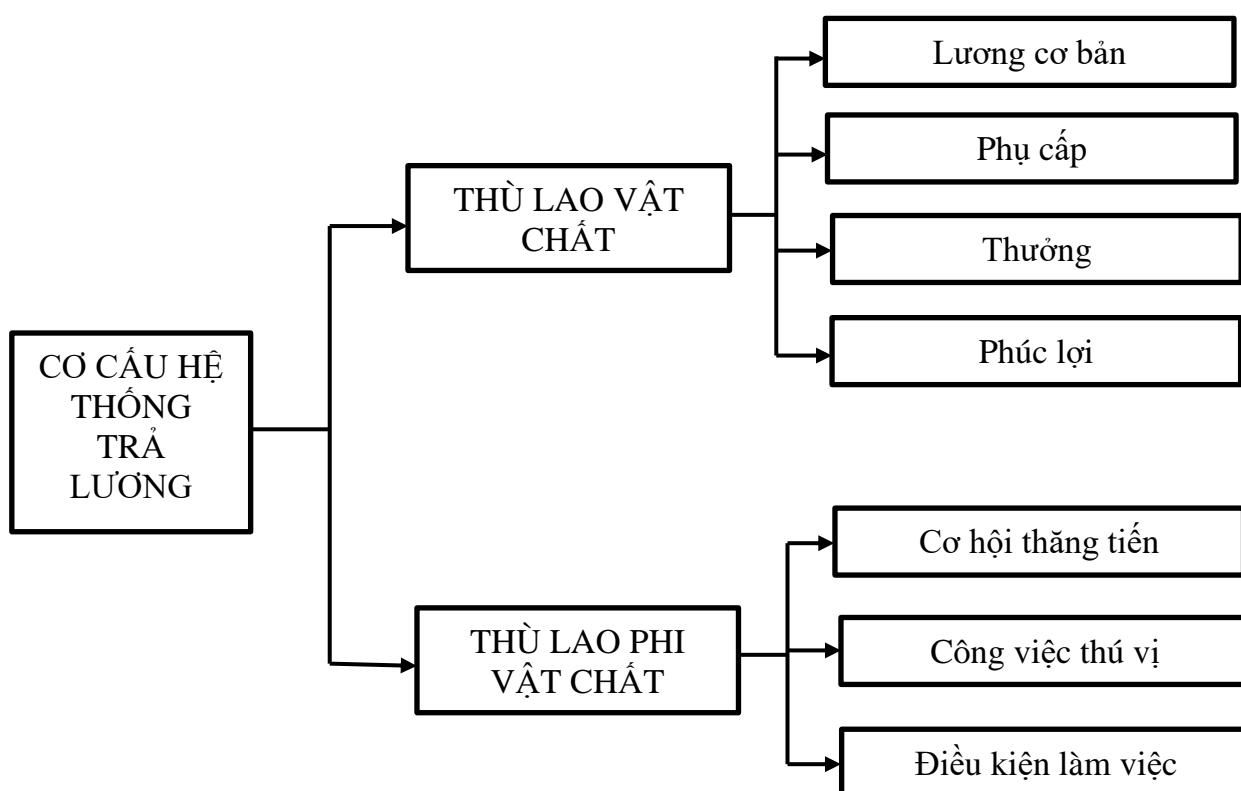 Lương cơ bản
Phụ cấp
THÙ LAO VẬT
CHẤT
Thưởng
Phúc lợi
CƠ CẤU HỆ
THỐNG
TRẢ
LƯƠNG
Cơ hội thăng tiến
THÙ LAO PHI
VẬT CHẤT
Công việc thú vị
Điều kiện làm việc